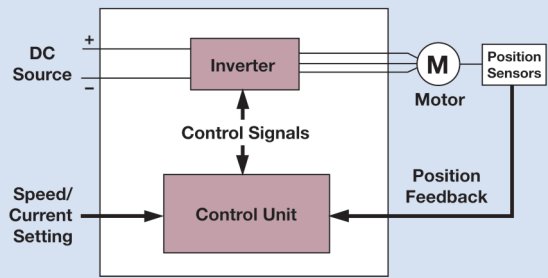 +
DC
Source
−
Inverter
M
Motor
Position
Sensors
Control Signals
Position
Feedback
Speed/
Current
Setting
Control Unit